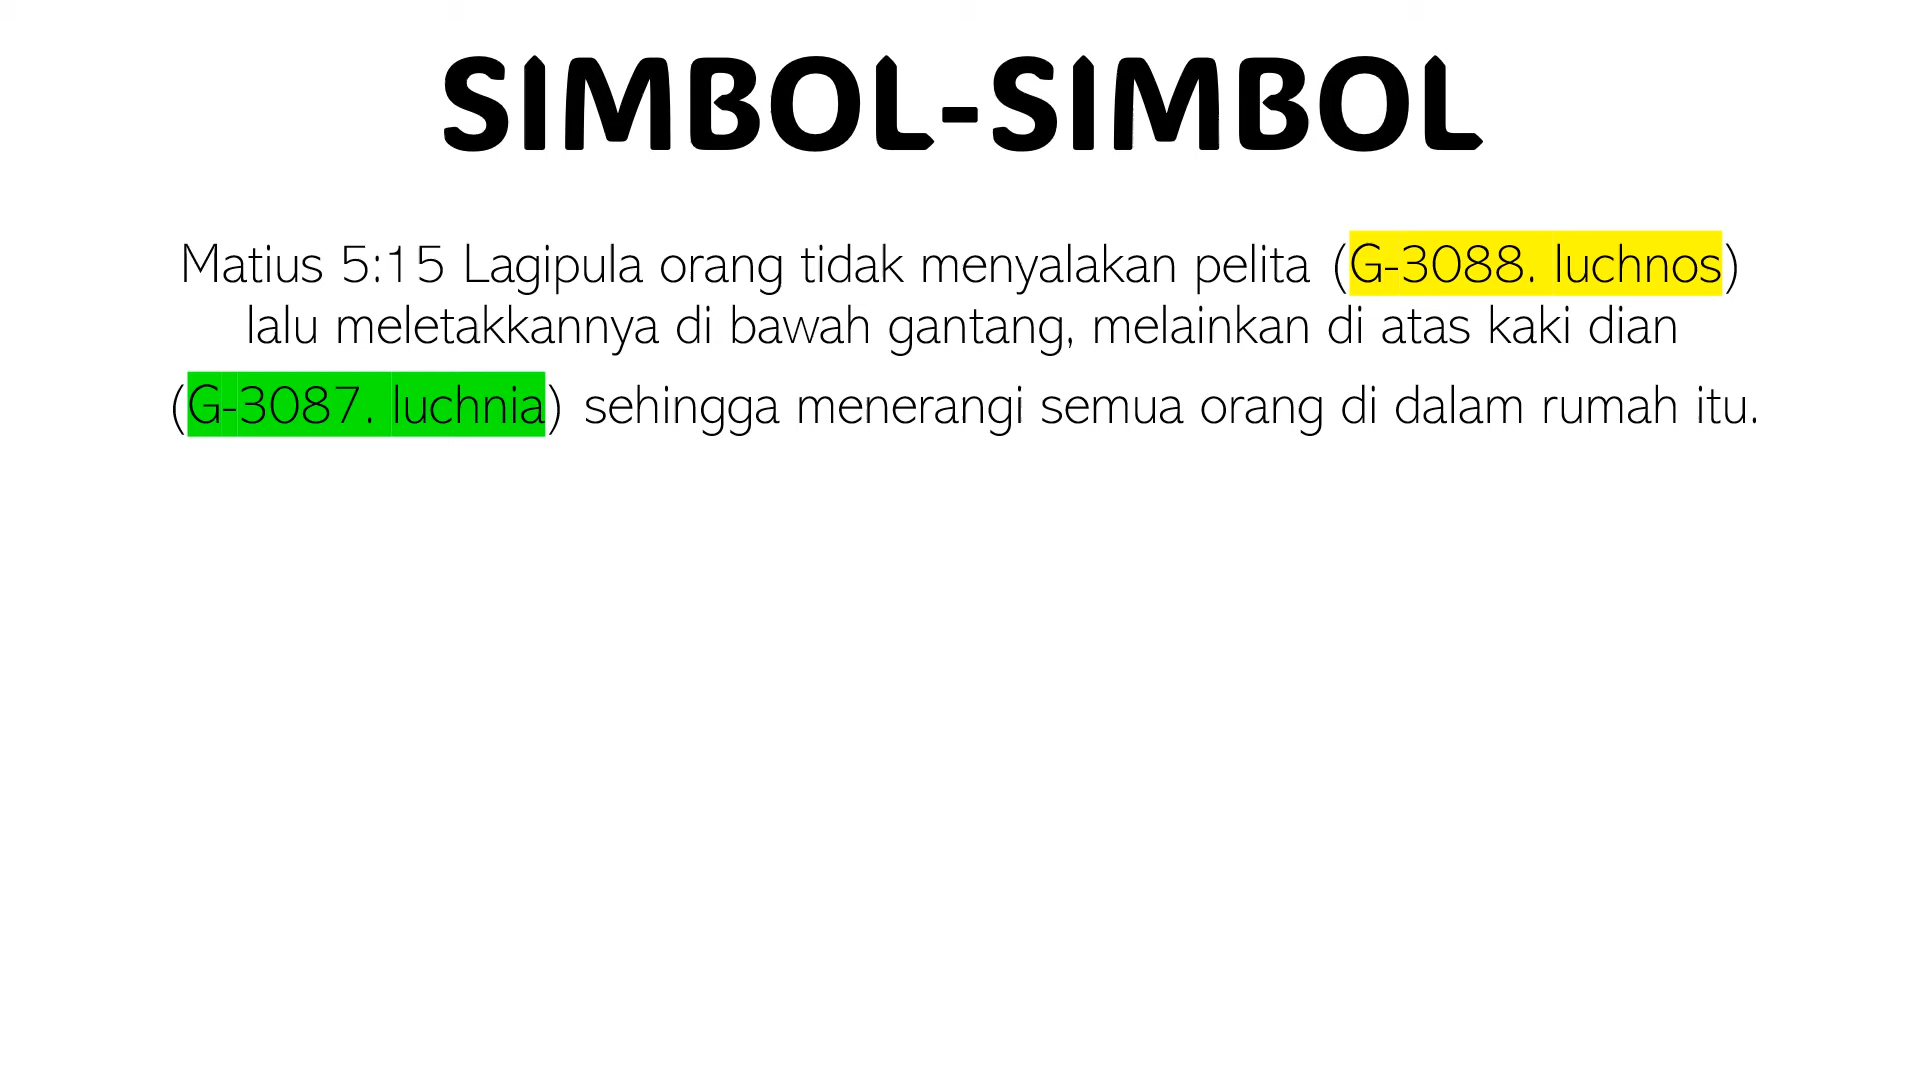 SIMBOL-SIMBOL
Matius 5:15 Lagipula orang tidak menyalakan pelita (G-3088. luchnos)
lalu meletakkannya di bawah gantang, melainkan di atas kaki dian
(G-3087. luchnia) sehingga menerangi semua orang di dalam rumah itu.